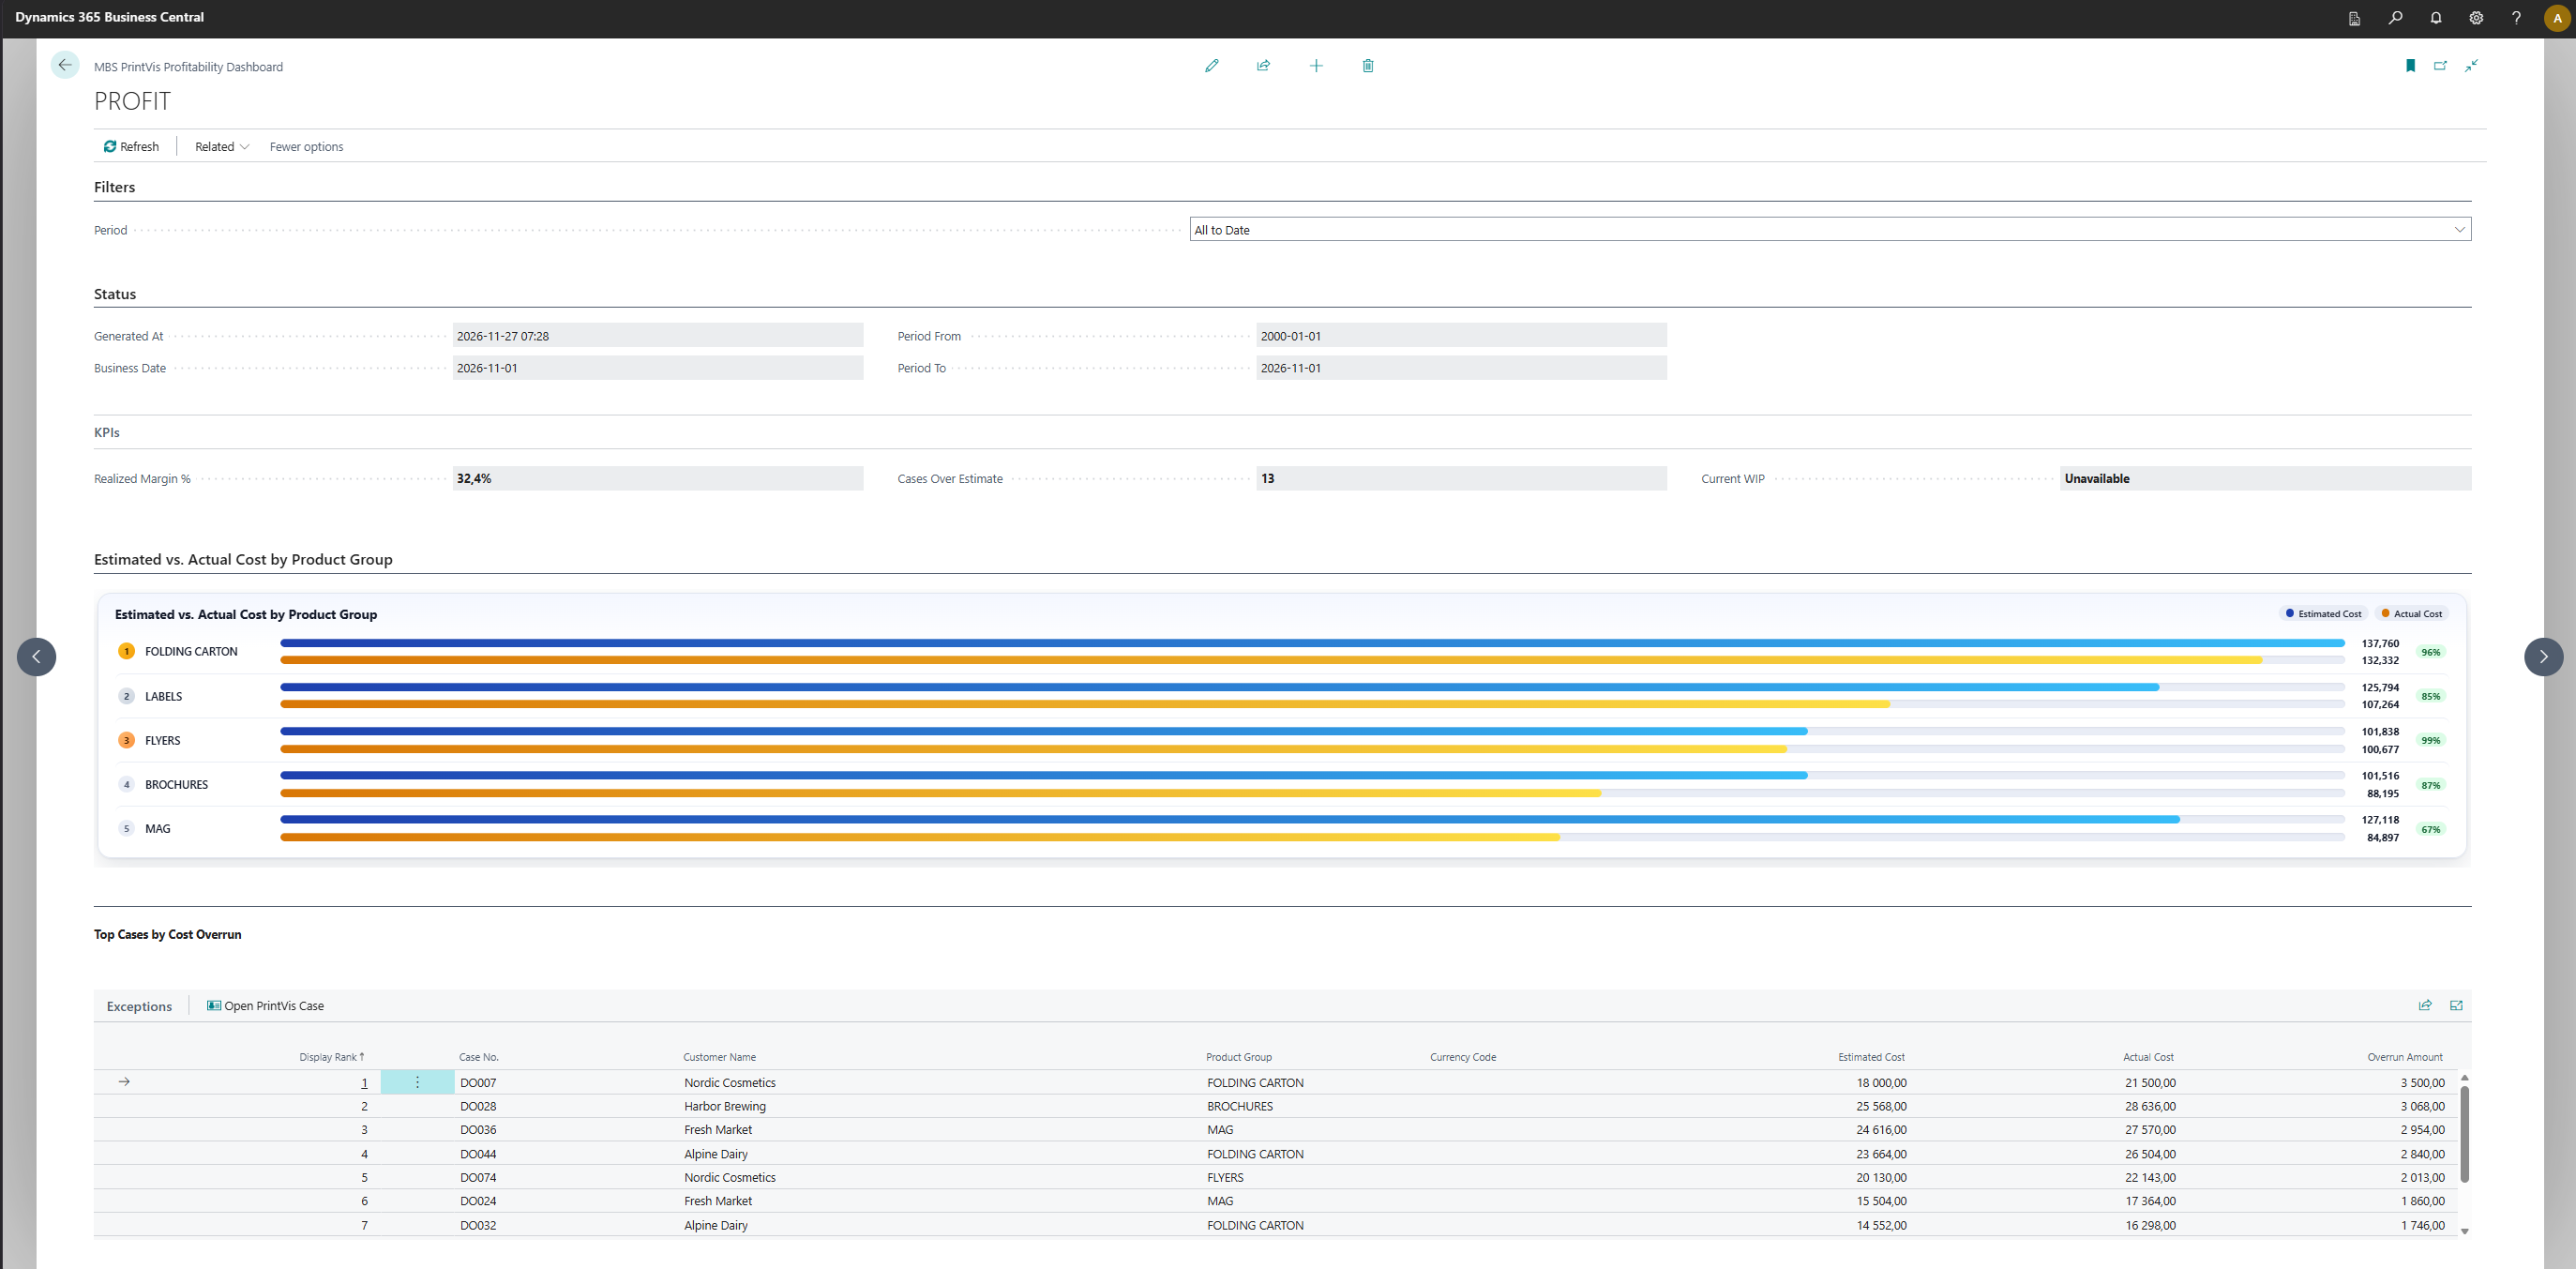 Dynamics 365 Business Central
A
MBS PrintVis Profitability Dashboard
PROFIT
Refresh Related Fewer options
Filters
Period All to Date
Status
Generated At 2026-11-27 07:28 Period From 2000-01-01
Business Date 2026-11-01 Period To 2026-11-01
KPIs
Realized Margin % 32,4% Cases Over Estimate 13 Current WIP Unavailable
Estimated vs. Actual Cost by Product Group
Estimated vs. Actual Cost by Product Group Estimated Cost Actual Cost
1 FOLDING CARTON 137,760 132,332 96%
2 LABELS 125,794 107,264 85%
3 FLYERS 101,838 100,677 99%
4 BROCHURES 101,516 88,195 87%
5 MAG 127,118 84,897 67%
Top Cases by Cost Overrun
Exceptions Open PrintVis Case
Display Rank ↑ Case No. Customer Name Product Group Currency Code Estimated Cost Actual Cost Overrun Amount
1 DO007 Nordic Cosmetics FOLDING CARTON 18 000,00 21 500,00 3 500,00
2 DO028 Harbor Brewing BROCHURES 25 568,00 28 636,00 3 068,00
3 DO036 Fresh Market MAG 24 616,00 27 570,00 2 954,00
4 DO044 Alpine Dairy FOLDING CARTON 23 664,00 26 504,00 2 840,00
5 DO074 Nordic Cosmetics FLYERS 20 130,00 22 143,00 2 013,00
6 DO024 Fresh Market MAG 15 504,00 17 364,00 1 860,00
7 DO032 Alpine Dairy FOLDING CARTON 14 552,00 16 298,00 1 746,00